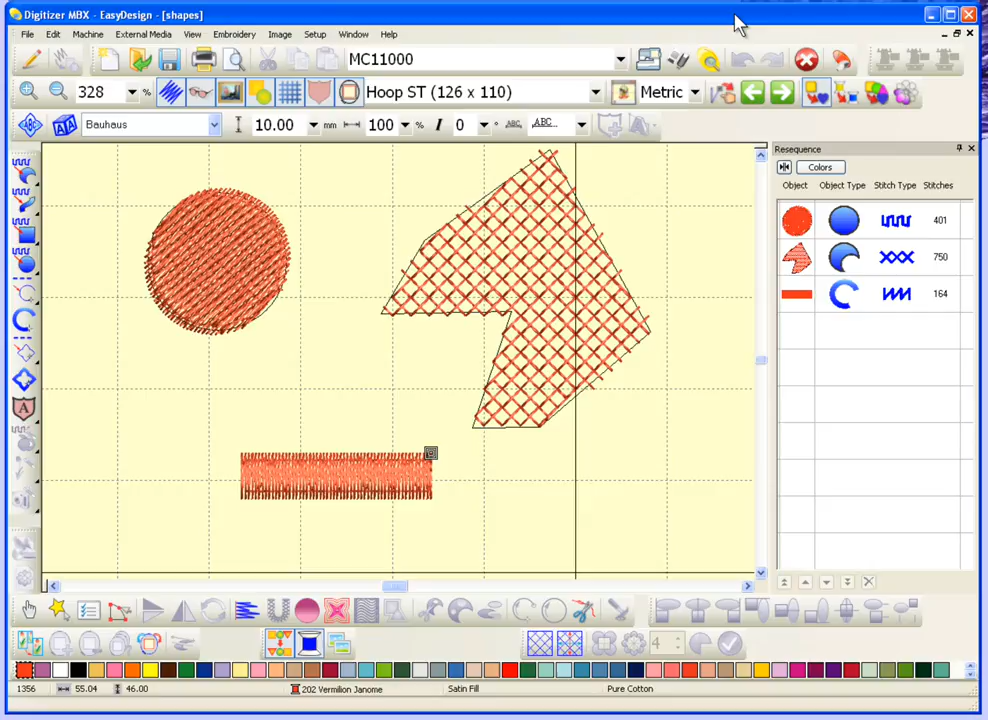 Digitizer MBX - EasyDesign - [shapes]
File Edit Machine External Media View Embroidery Image Setup Window Help
MC11000
328 % Hoop ST (126 x 110) Metric
Bauhaus 10.00 mm 100 % 0 ° ABC ABC
Resequence
Colors
Object Object Type Stitch Type Stitches
401
750
164
A
4
1356 55.04 46.00 202 Vermilion Janome Satin Fill Pure Cotton